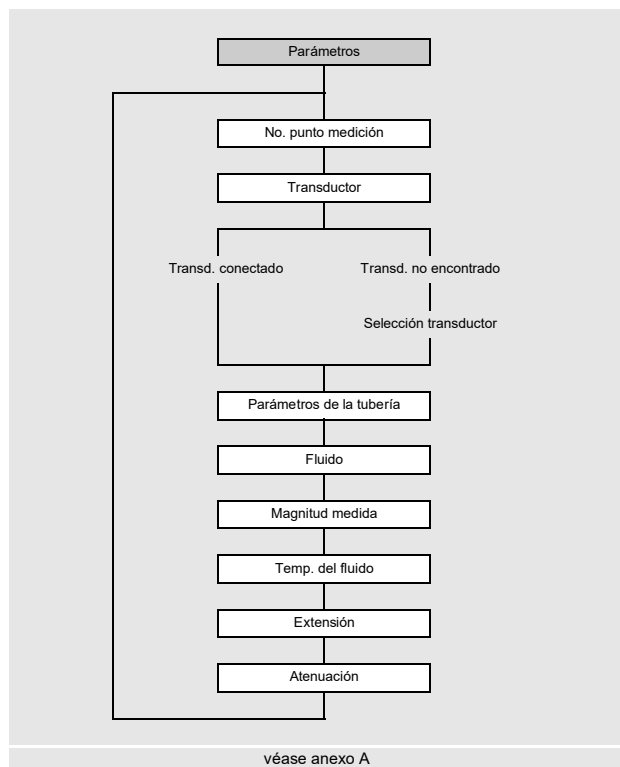 Parámetros
No. punto medición
Transductor
Transd. conectado
Transd. no encontrado
Selección transductor
Parámetros de la tubería
Fluido
Magnitud medida
Temp. del fluido
Extensión
Atenuación
véase anexo A